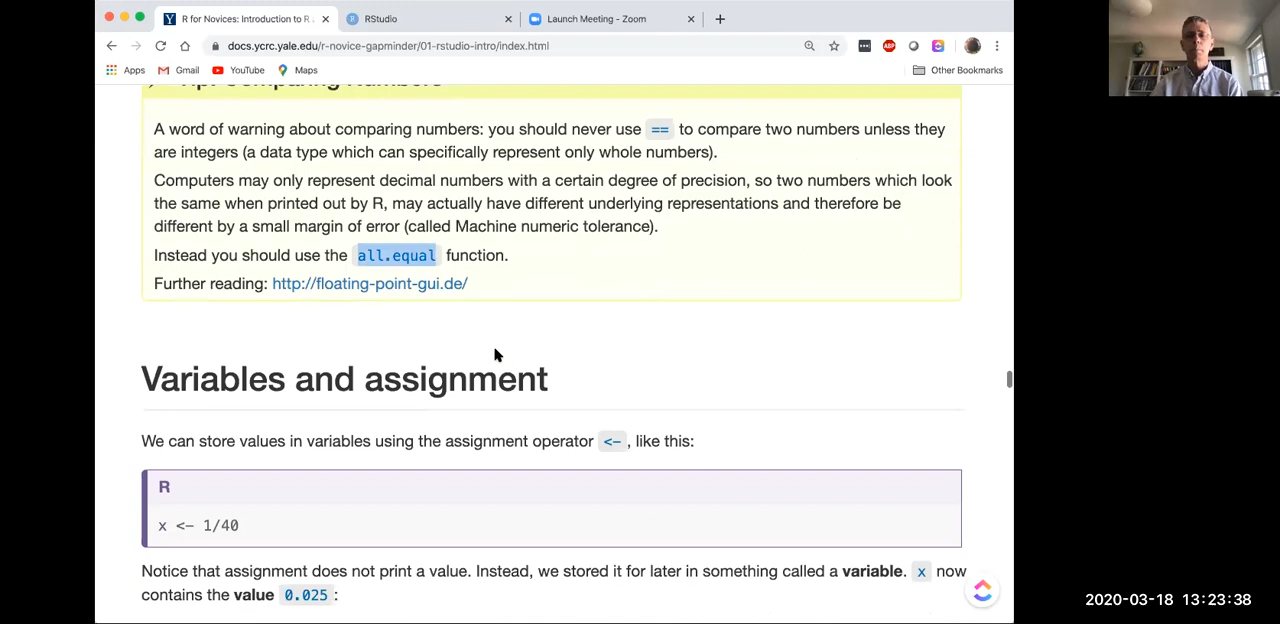 R for Novices: Introduction to R
RStudio
Launch Meeting - Zoom
docs.ycrc.yale.edu/r-novice-gapminder/01-rstudio-intro/index.html
ABP
Apps
Gmail
YouTube
Maps
Other Bookmarks
Tip: Comparing Numbers
A word of warning about comparing numbers: you should never use == to compare two numbers unless they
are integers (a data type which can specifically represent only whole numbers).
Computers may only represent decimal numbers with a certain degree of precision, so two numbers which look
the same when printed out by R, may actually have different underlying representations and therefore be
different by a small margin of error (called Machine numeric tolerance).
Instead you should use the all.equal function.
Further reading: http://floating-point-gui.de/
Variables and assignment
We can store values in variables using the assignment operator <-, like this:
R
x <- 1/40
Notice that assignment does not print a value. Instead, we stored it for later in something called a variable. x now
contains the value 0.025:
2020-03-18 13:23:38